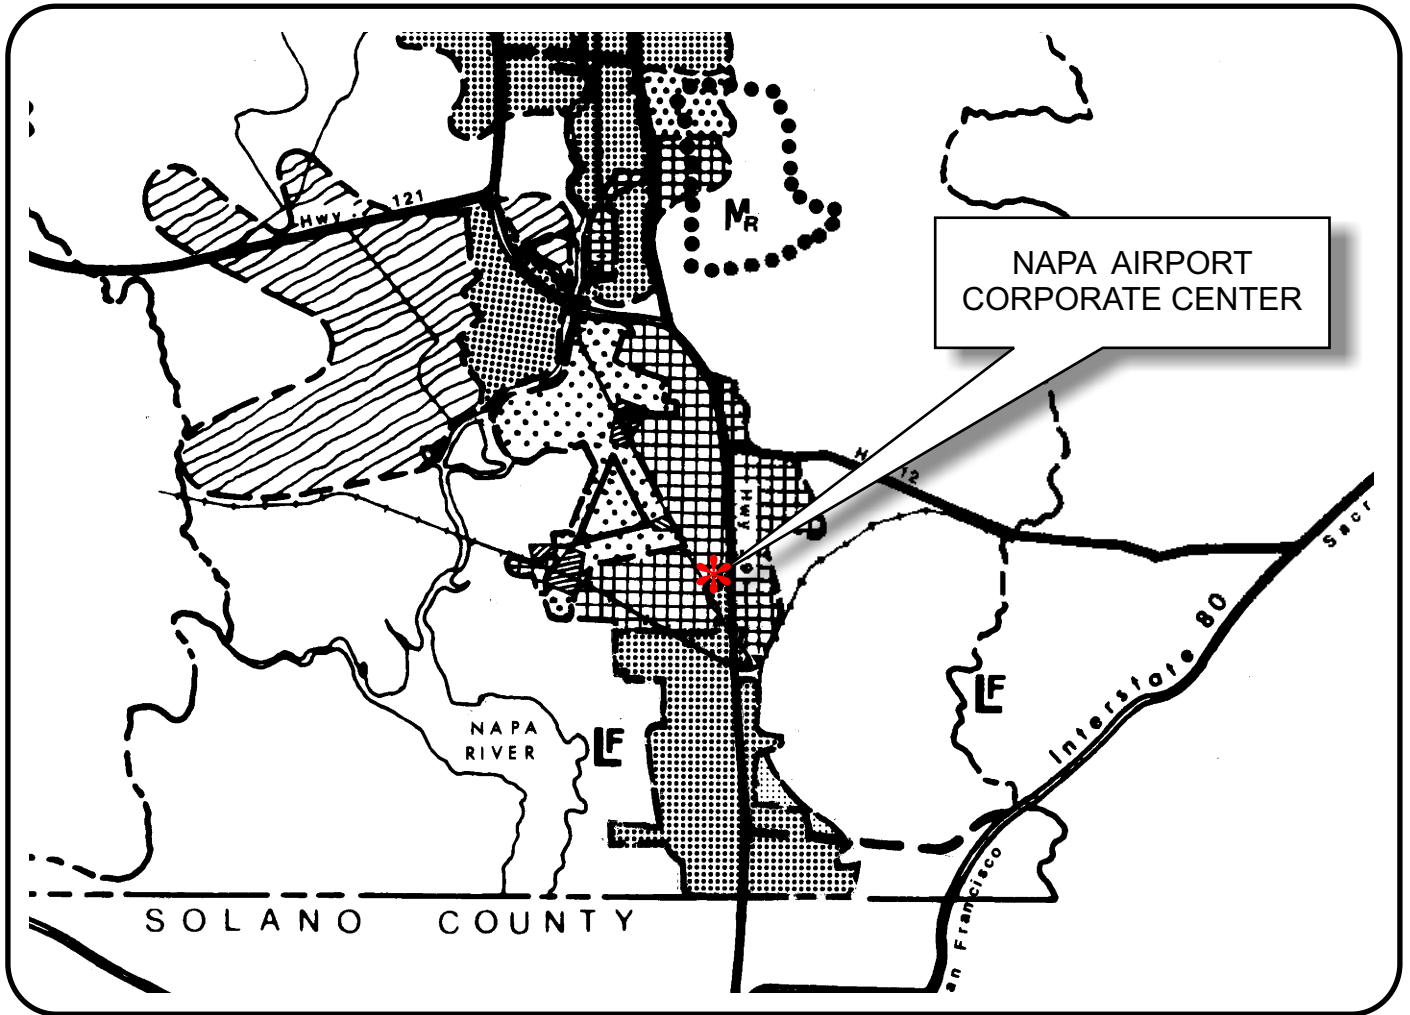 Hwy. 121
MR
NAPA AIRPORT
CORPORATE CENTER
12
HWY
Sacr
80
Interstate
LF
NAPA
RIVER
LF
an Francisco
SOLANO COUNTY